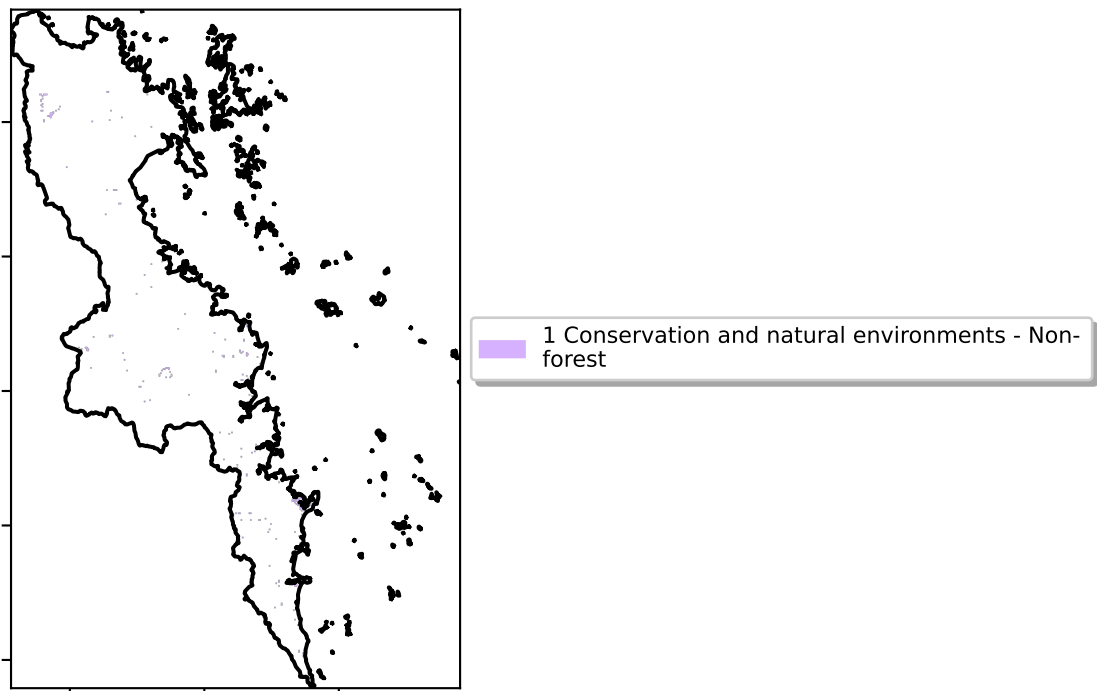 1 Conservation and natural environments - Non-
forest